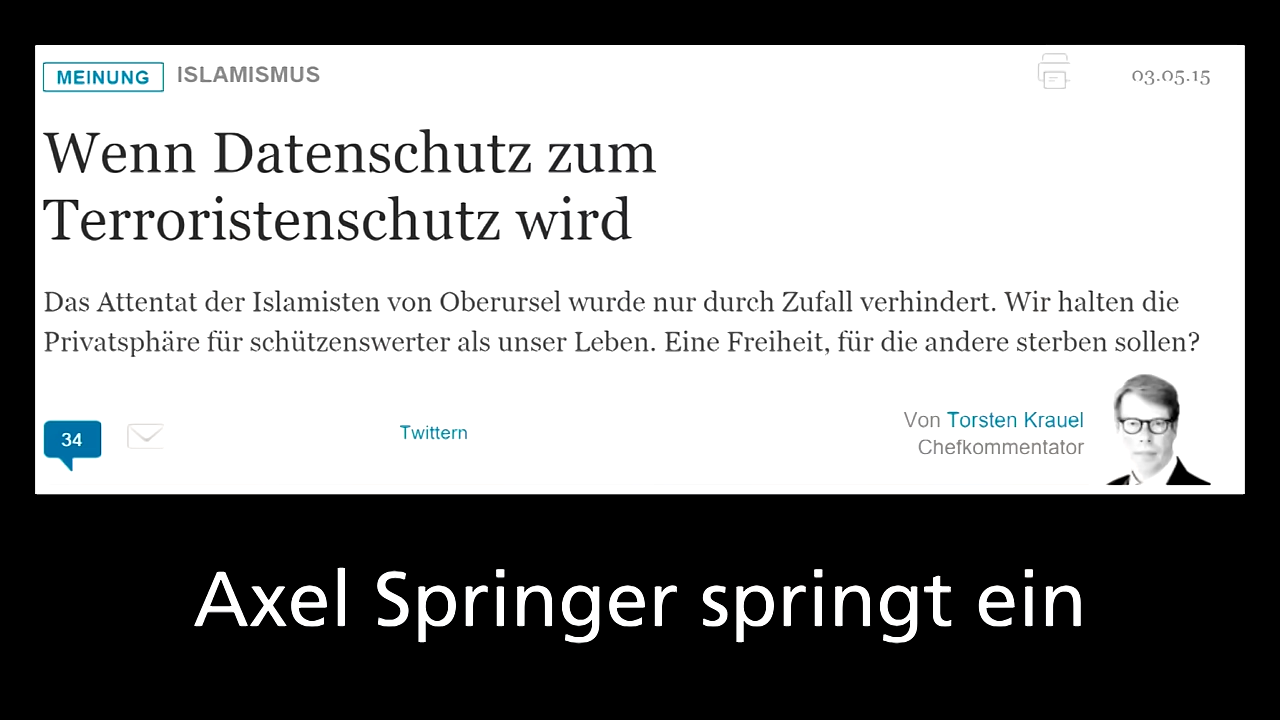 MEINUNG ISLAMISMUS 03.05.15
Wenn Datenschutz zum
Terroristenschutz wird
Das Attentat der Islamisten von Oberursel wurde nur durch Zufall verhindert. Wir halten die
Privatsphäre für schützenswerter als unser Leben. Eine Freiheit, für die andere sterben sollen?
34 Twittern Von Torsten Krauel
Chefkommentator
Axel Springer springt ein